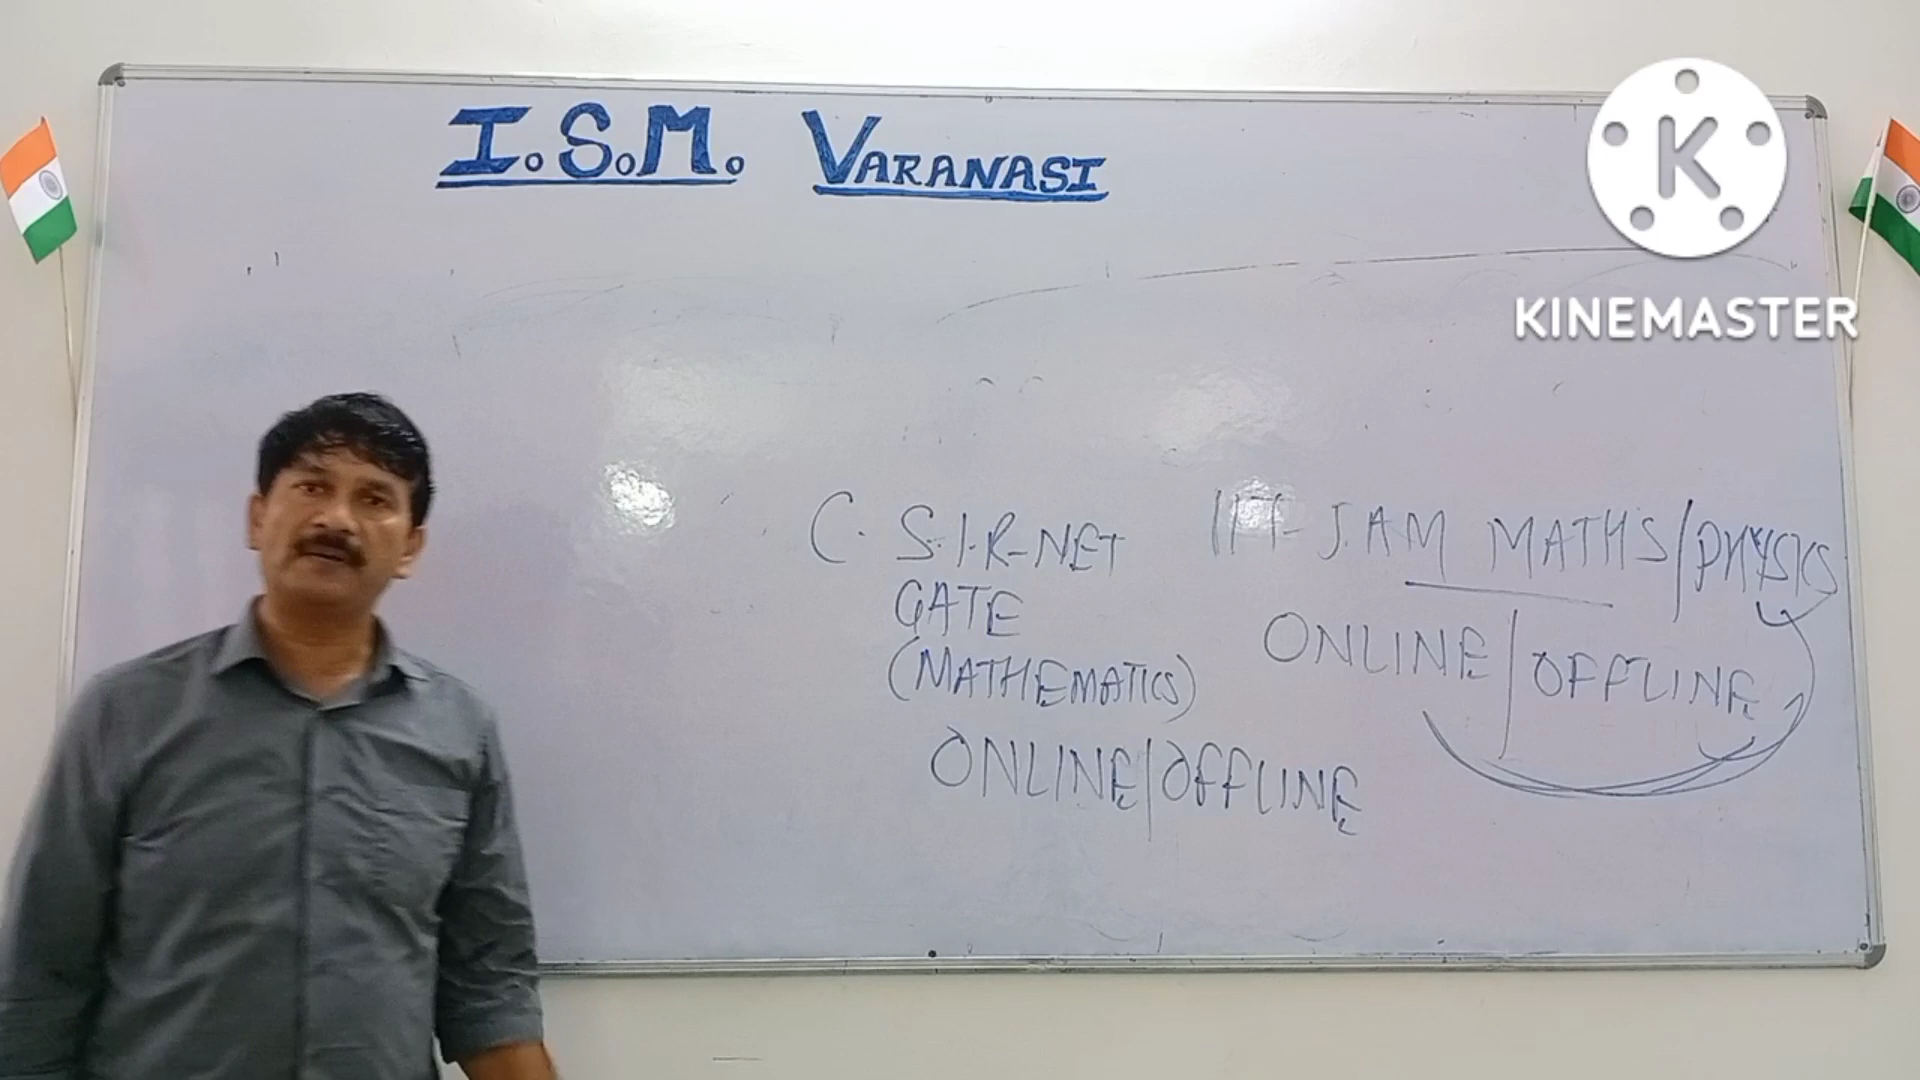 I.S.M. VARANASI
K
KINEMASTER
C.S.I.R-NET
GATE
(MATHEMATICS)
ONLINE/OFFLINE
IIT-JAM MATHS/PHYSICS
ONLINE/OFFLINE